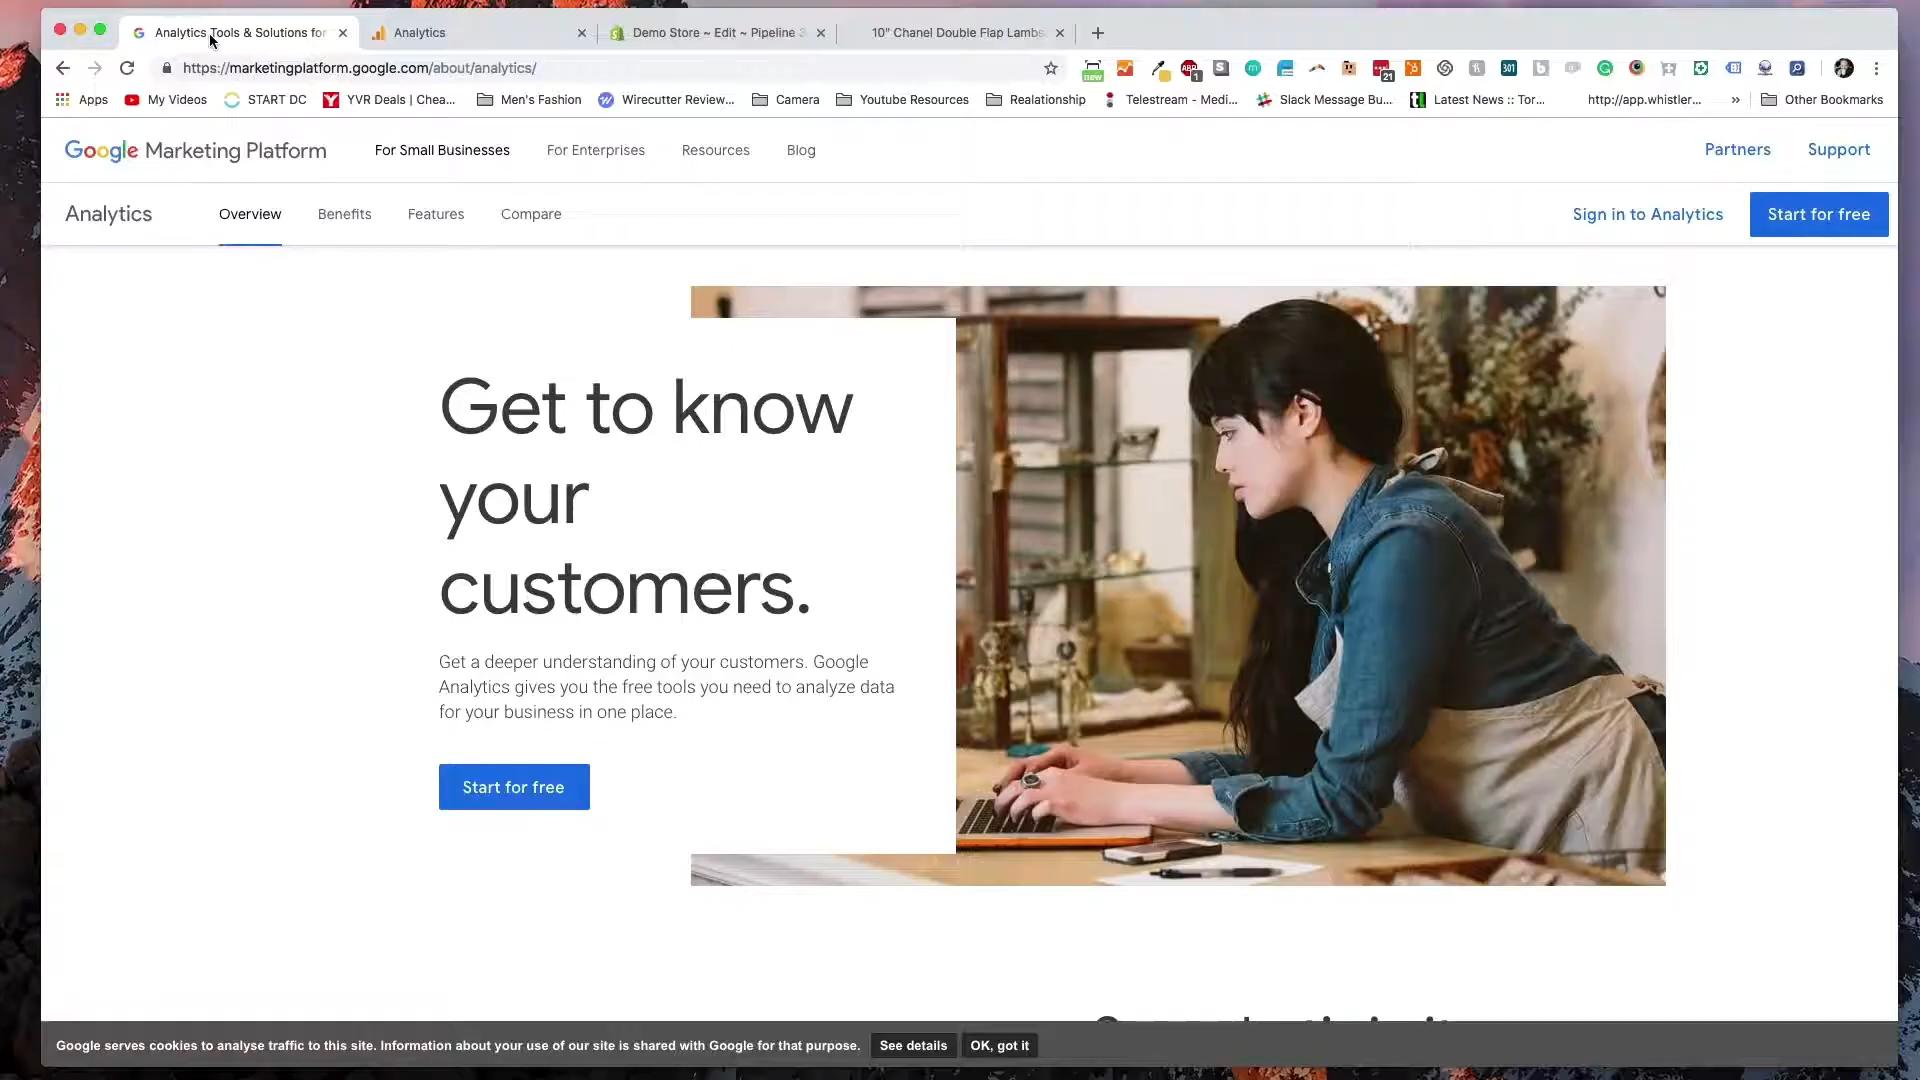 Analytics Tools & Solutions for
Analytics
Demo Store ~ Edit ~ Pipeline
10" Chanel Double Flap Lambs
https://marketingplatform.google.com/about/analytics/
new
1
21
301
Apps
My Videos
START DC
YVR Deals | Chea...
Men's Fashion
Wirecutter Review...
Camera
Youtube Resources
Realationship
Telestream - Medi...
Slack Message Bu...
Latest News :: Tor...
http://app.whistler...
»
Other Bookmarks
Google Marketing Platform
For Small Businesses
For Enterprises
Resources
Blog
Partners
Support
Analytics
Overview
Benefits
Features
Compare
Sign in to Analytics
Start for free
Get to know
your
customers.
Get a deeper understanding of your customers. Google
Analytics gives you the free tools you need to analyze data
for your business in one place.
Start for free
Google serves cookies to analyse traffic to this site. Information about your use of our site is shared with Google for that purpose.
See details
OK, got it